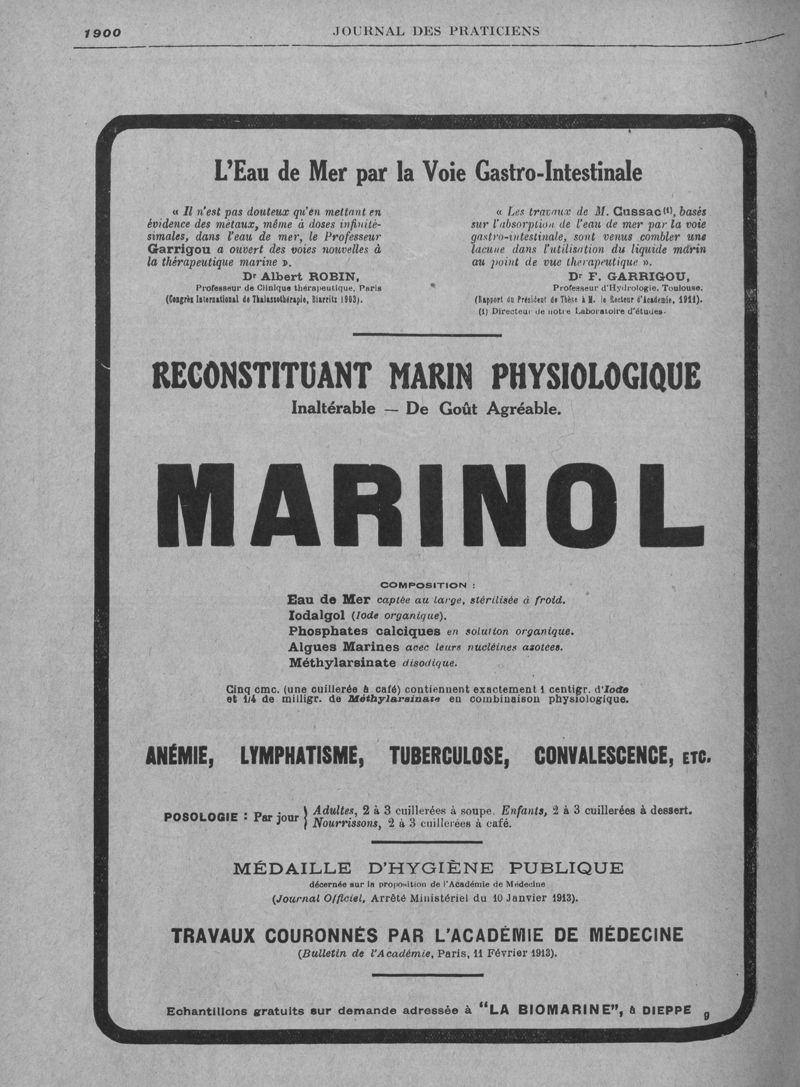 1900
JOURNAL DES PRATICIENS
L'Eau de Mer par la Voie Gastro-Intestinale
« Il n'est pas douteux qu'en mettant en
évidence des métaux, même à doses infinité-
simales, dans l'eau de mer, le Professeur
Garrigou a ouvert des voies nouvelles à
la thérapeutique marine ».
Dr Albert ROBIN,
Professeur de Clinique thérapeutique, Paris
(Congrès International de Thalassothérapie, Biarritz 1903).
« Les travaux de M. Cussac(1), basés
sur l'absorption de l'eau de mer par la voie
gastro-intestinale, sont venus combler une
lacune dans l'utilisation du liquide marin
au point de vue therapeutique ».
Dr F. GARRIGOU,
Professeur d'Hydrologie, Toulouse.
(Rapport du Président de Thèse à M. le Recteur d'Académie, 1911).
(1) Directeur de notre Laboratoire d'études.
RECONSTITUANT MARIN PHYSIOLOGIQUE
Inaltérable — De Goût Agréable.
MARINOL
COMPOSITION :
Eau de Mer captée au large, stérilisée à froid.
Iodalgol (Iode organique).
Phosphates calciques en solution organique.
Algues Marines avec leurs nucléines azotées.
Méthylarsinate disodique.
Cinq cmc. (une cuillerée à café) contiennent exactement 1 centigr. d'Iode
et 1/4 de milligr. de Méthylarsinate en combinaison physiologique.
ANÉMIE, LYMPHATISME, TUBERCULOSE, CONVALESCENCE, ETC.
POSOLOGIE : Par jour { Adultes, 2 à 3 cuillerées à soupe. Enfants, 2 à 3 cuillerées à dessert.
Nourrissons, 2 à 3 cuillerées à café.
MÉDAILLE D'HYGIÈNE PUBLIQUE
décernée sur la proposition de l'Académie de Médecine
(Journal Officiel, Arrêté Ministériel du 10 Janvier 1913).
TRAVAUX COURONNÉS PAR L'ACADÉMIE DE MÉDECINE
(Bulletin de l'Académie, Paris, 11 Février 1913).
Echantillons gratuits sur demande adressée à "LA BIOMARINE", à DIEPPE g